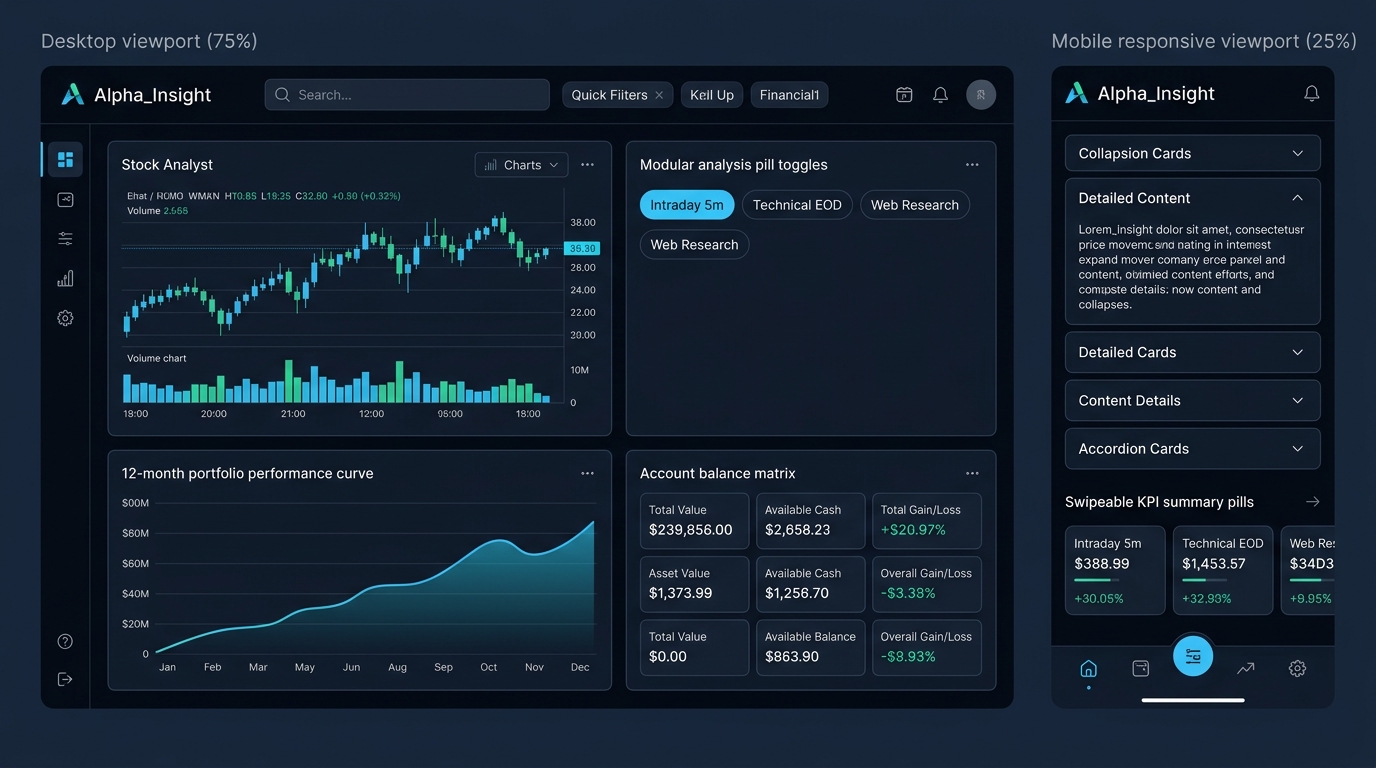 Desktop viewport (75%)
Mobile responsive viewport (25%)
Alpha_Insight
Search...
Quick Fiiters ×
Kell Up
Financial1
Stock Analyst
Charts
Volume 2.568
38.00
35.30
26.00
24.00
22.00
20.00
Volume chart
10M
0
19:00 20:00 21:00 12:00 18:00
Modular analysis pill toggles
Intraday 5m
Technical EOD
Web Research
Web Research
12-month portfolio performance curve
$00M
$80M
$60M
$40M
$20M
0
Jan Feb Mar May Jun Aug Sep Oct Nov Dec
Account balance matrix
Total Value
$239,856.00
Available Cash
$2,658.23
Total Gain/Loss
+$20.97%
Asset Value
$1,373.99
Available Cash
$1,256.70
Overall Gain/Loss
-$3.38%
Total Value
$0.00
Available Balance
$863.90
Overall Gain/Loss
-$8.93%
Alpha_Insight
Collapsion Cards
Detailed Content
Lorem_insight dolor sit amet, consectetusr
price and nating in
expand mover comany erce parcel and
content, content efforts, and
details: now content and
collapses.
Detailed Cards
Content Details
Accordion Cards
Swipeable KPI summary pills
Intraday 5m
$388.99
+30.05%
Technical EOD
$1,453.57
+32.93%
Web Res
$34D3
+9.95%